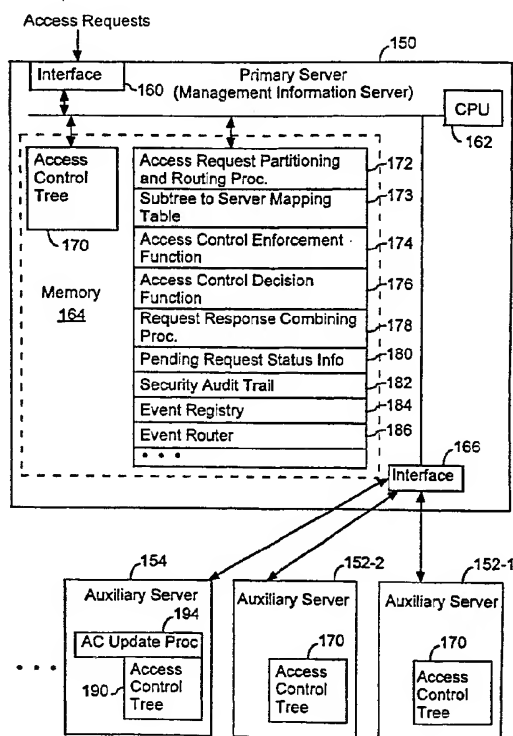 Access Requests
150
Interface
160
Primary Server
(Management Information Server)
CPU
162
Access
Control
Tree
170
Memory
164
Access Request Partitioning
and Routing Proc.
172
Subtree to Server Mapping
Table
173
Access Control Enforcement
Function
174
Access Control Decision
Function
176
Request Response Combining
Proc.
178
Pending Request Status Info
180
Security Audit Trail
182
Event Registry
184
Event Router
186
• • •
Interface
166
154
Auxiliary Server
194
AC Update Proc
190
Access
Control
Tree
152-2
Auxiliary Server
170
Access
Control
Tree
152-1
Auxiliary Server
170
Access
Control
Tree
• • •